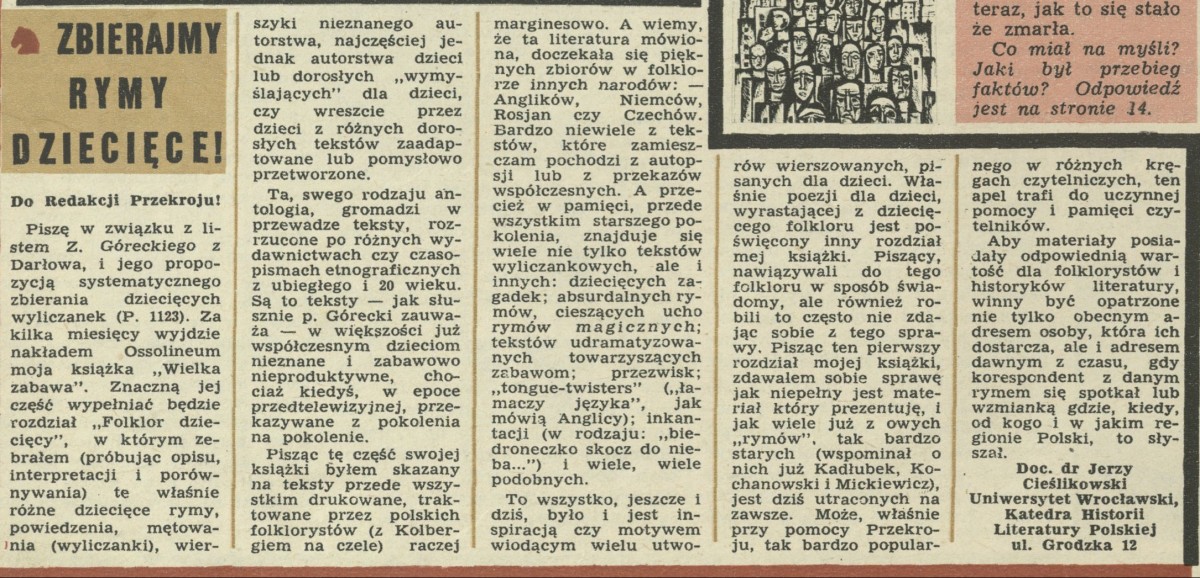 ZBIERAJMY
RYMY
DZIECIĘCE!
Do Redakcji Przekroju!
Piszę w związku z li-
stem Z. Góreckiego z
Darłowa, i jego propo-
zycją systematycznego
zbierania dziecięcych
wyliczanek (P. 1123). Za
kilka miesięcy wyjdzie
nakładem Ossolineum
moja książka „Wielka
zabawa”. Znaczną jej
część wypełniać będzie
rozdział „Folklor dzie-
cięcy”, w którym ze-
brałem (próbując opisu,
interpretacji i porów-
nywania) te właśnie
różne dziecięce rymy,
powiedzenia, mętowa-
nia (wyliczanki), wier-
szyki nieznanego au-
torstwa, najczęściej je-
dnak autorstwa dzieci
lub dorosłych „wymy-
ślających” dla dzieci,
czy wreszcie przez
dzieci z różnych doro-
słych tekstów zaadap-
towane lub pomysłowo
przetworzone.
Ta, swego rodzaju an-
tologia, gromadzi w
przewadze teksty, roz-
rzucone po różnych wy-
dawnictwach czy czaso-
pismach etnograficznych
z ubiegłego i 20 wieku.
Są to teksty — jak słu-
sznie p. Górecki zauwa-
ża — w większości już
współczesnym dzieciom
nieznane i zabawowo
nieproduktywne, cho-
ciaż kiedyś, w epoce
przedtelewizyjnej, prze-
kazywane z pokolenia
na pokolenie.
Pisząc tę część swojej
książki byłem skazany
na teksty przede wszy-
stkim drukowane, trak-
towane przez polskich
folklorystów (z Kolber-
giem na czele) raczej
marginesowo. A wiemy,
że ta literatura mówio-
na, doczekała się pięk-
nych zbiorów w folklo-
rze innych narodów: —
Anglików, Niemców,
Rosjan czy Czechów.
Bardzo niewiele z tek-
stów, które zamiesz-
czam pochodzi z autop-
sji lub z przekazów
współczesnych. A prze-
cież w pamięci, przede
wszystkim starszego po-
kolenia, znajduje się
wiele nie tylko tekstów
wyliczankowych, ale i
innych: dziecięcych za-
gadek; absurdalnych ry-
mów, cieszących ucho
rymów magicznych;
tekstów udramatyzowa-
nych towarzyszących
zabawom; przezwisk;
„tongue-twisters” („ła-
maczy języka”, jak
mówią Anglicy); inkan-
tacji (w rodzaju: „bie-
droneczko skocz do nie-
ba...”) i wiele, wiele
podobnych.
To wszystko, jeszcze i
dziś, było i jest in-
spiracją czy motywem
wiodącym wielu utwo-
rów wierszowanych, pi-
sanych dla dzieci. Wła-
śnie poezji dla dzieci,
wyrastającej z dziecię-
cego folkloru jest po-
święcony inny rozdział
mej książki. Piszący,
nawiązywali do tego
folkloru w sposób świa-
domy, ale również ro-
bili to często nie zda-
jąc sobie z tego spra-
wy. Pisząc ten pierwszy
rozdział mojej książki,
zdawałem sobie sprawę
jak niepełny jest mate-
riał który prezentuję, i
jak wiele już z owych
„rymów”, tak bardzo
starych (wspominał o
nich już Kadłubek, Ko-
chanowski i Mickiewicz),
jest dziś utraconych na
zawsze. Może, właśnie
przy pomocy Przekro-
ju, tak bardzo popular-
nego w różnych krę-
gach czytelniczych, ten
apel trafi do uczynnej
pomocy i pamięci czy-
telników.
Aby materiały posia-
dały odpowiednią war-
tość dla folklorystów i
historyków literatury,
winny być opatrzone
nie tylko obecnym a-
dresem osoby, która ich
dostarcza, ale i adresem
dawnym z czasu, gdy
korespondent z danym
rymem się spotkał lub
wzmianką gdzie, kiedy,
od kogo i w jakim re-
gionie Polski, to sły-
szał.
Doc. dr Jerzy
Cieślikowski
Uniwersytet Wrocławski,
Katedra Historii
Literatury Polskiej
ul. Grodzka 12
teraz, jak to się stało
że zmarła.
Co miał na myśli?
Jaki był przebieg
faktów? Odpowiedź
jest na stronie 14.